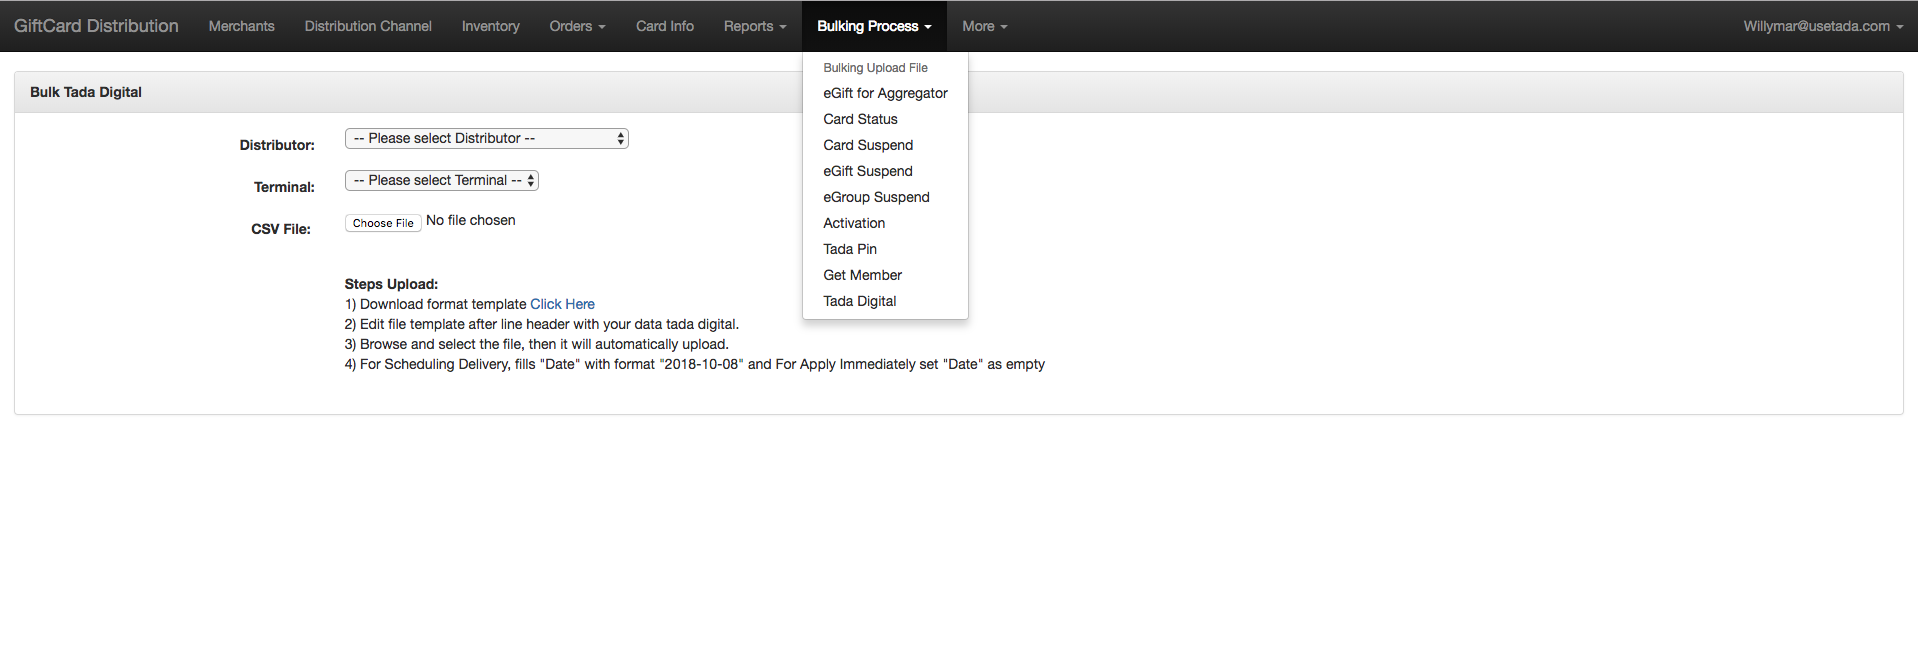 GiftCard Distribution Merchants Distribution Channel Inventory Orders Card Info Reports Bulking Process More Willymar@usetada.com
Bulking Upload File
eGift for Aggregator
Card Status
Card Suspend
eGift Suspend
eGroup Suspend
Activation
Tada Pin
Get Member
Tada Digital
Bulk Tada Digital
Distributor: -- Please select Distributor --
Terminal: -- Please select Terminal --
CSV File: Choose File No file chosen
Steps Upload:
1) Download format template Click Here
2) Edit file template after line header with your data tada digital.
3) Browse and select the file, then it will automatically upload.
4) For Scheduling Delivery, fills "Date" with format "2018-10-08" and For Apply Immediately set "Date" as empty